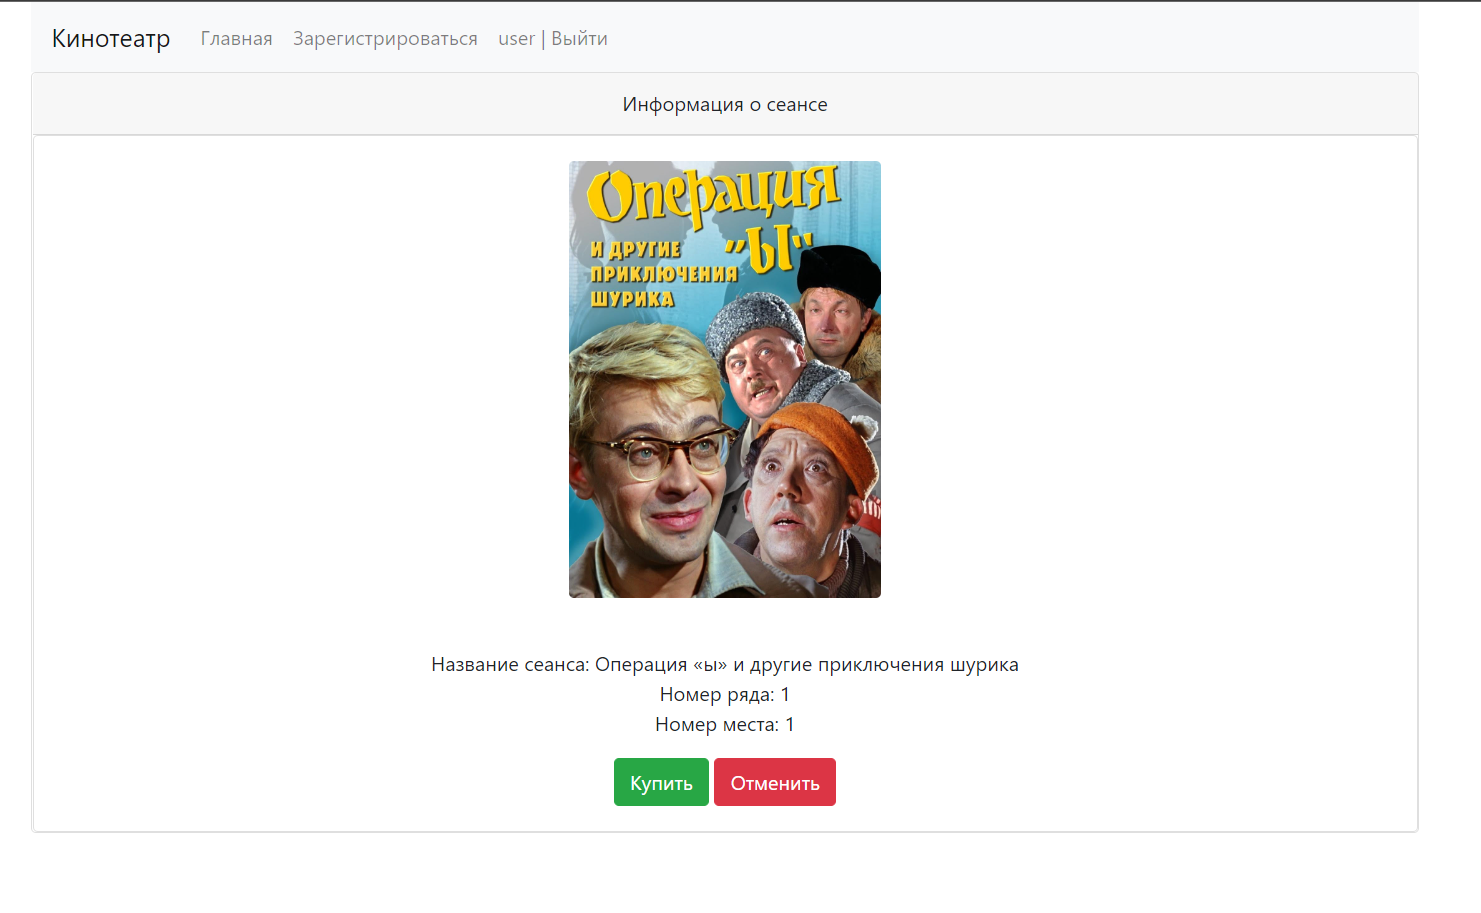 Кинотеатр Главная Зарегистрироваться user | Выйти
Информация о сеансе
Операция
"Ы"
И ДРУГИЕ
ПРИКЛЮЧЕНИЯ
ШУРИКА
Название сеанса: Операция «ы» и другие приключения шурика
Номер ряда: 1
Номер места: 1
Купить Отменить